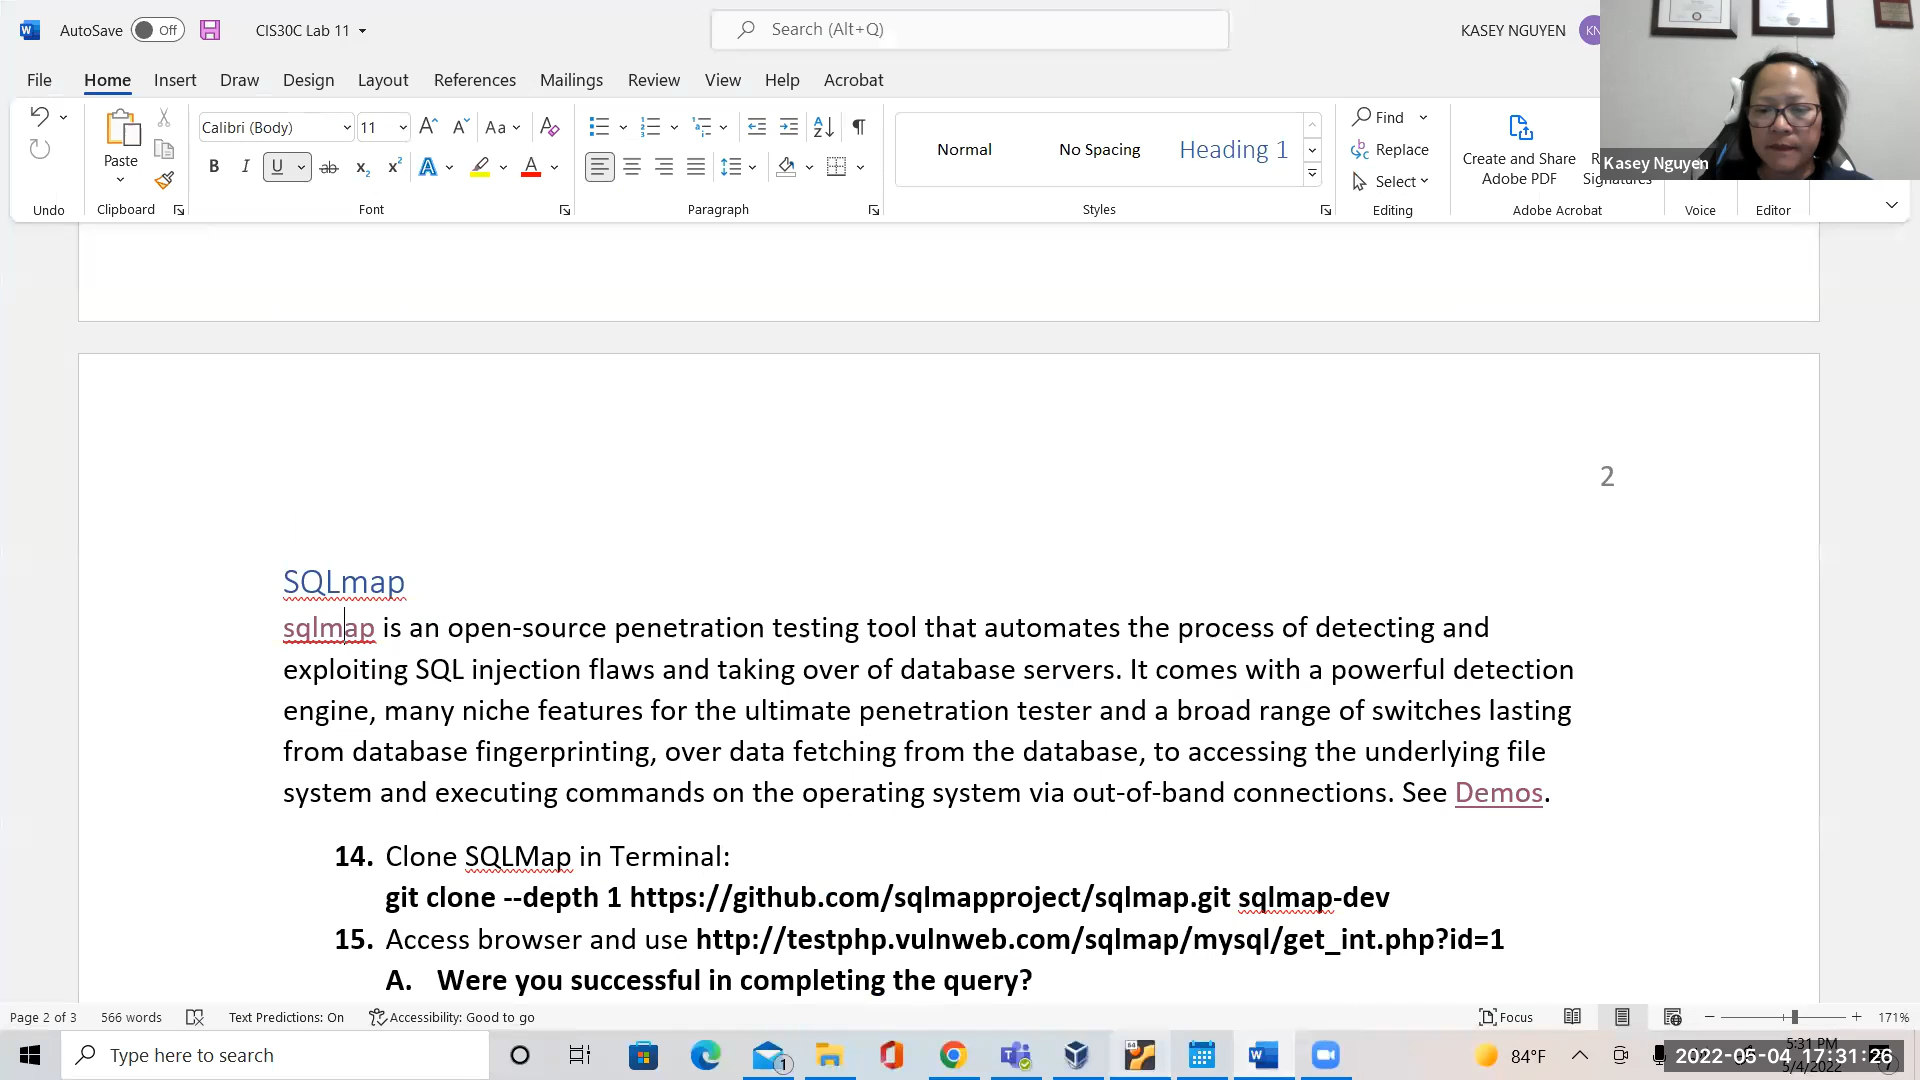 AutoSave Off CIS30C Lab 11 Search (Alt+Q) KASEY NGUYEN KN
File Home Insert Draw Design Layout References Mailings Review View Help Acrobat
Paste
Calibri (Body) 11 Aa
Normal No Spacing Heading 1
Find
Replace
Select
Create and Share
Adobe PDF
Signatures
Kasey Nguyen
Undo Clipboard Font Paragraph Styles Editing Adobe Acrobat Voice Editor
2
SQLmap
sqlmap is an open-source penetration testing tool that automates the process of detecting and
exploiting SQL injection flaws and taking over of database servers. It comes with a powerful detection
engine, many niche features for the ultimate penetration tester and a broad range of switches lasting
from database fingerprinting, over data fetching from the database, to accessing the underlying file
system and executing commands on the operating system via out-of-band connections. See Demos.
14. Clone SQLMap in Terminal:
git clone --depth 1 https://github.com/sqlmapproject/sqlmap.git sqlmap-dev
15. Access browser and use http://testphp.vulnweb.com/sqlmap/mysql/get_int.php?id=1
A. Were you successful in completing the query?
Page 2 of 3 566 words Text Predictions: On Accessibility: Good to go Focus 171%
Type here to search 1 84°F
5:31 PM
2022-05-04 17:31:26
5/4/2022